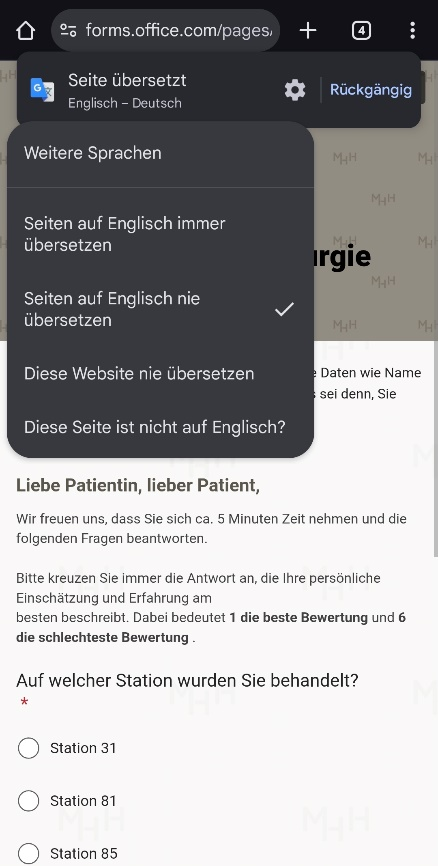 forms.office.com/pages/
4
Seite übersetzt
Englisch – Deutsch
Rückgängig
Weitere Sprachen
Seiten auf Englisch immer
übersetzen
Seiten auf Englisch nie
übersetzen
Diese Website nie übersetzen
Diese Seite ist nicht auf Englisch?
Daten wie Name
sei denn, Sie
Liebe Patientin, lieber Patient,
Wir freuen uns, dass Sie sich ca. 5 Minuten Zeit nehmen und die
folgenden Fragen beantworten.
Bitte kreuzen Sie immer die Antwort an, die Ihre persönliche
Einschätzung und Erfahrung am
besten beschreibt. Dabei bedeutet 1 die beste Bewertung und 6
die schlechteste Bewertung .
Auf welcher Station wurden Sie behandelt?
*
Station 31
Station 81
Station 85